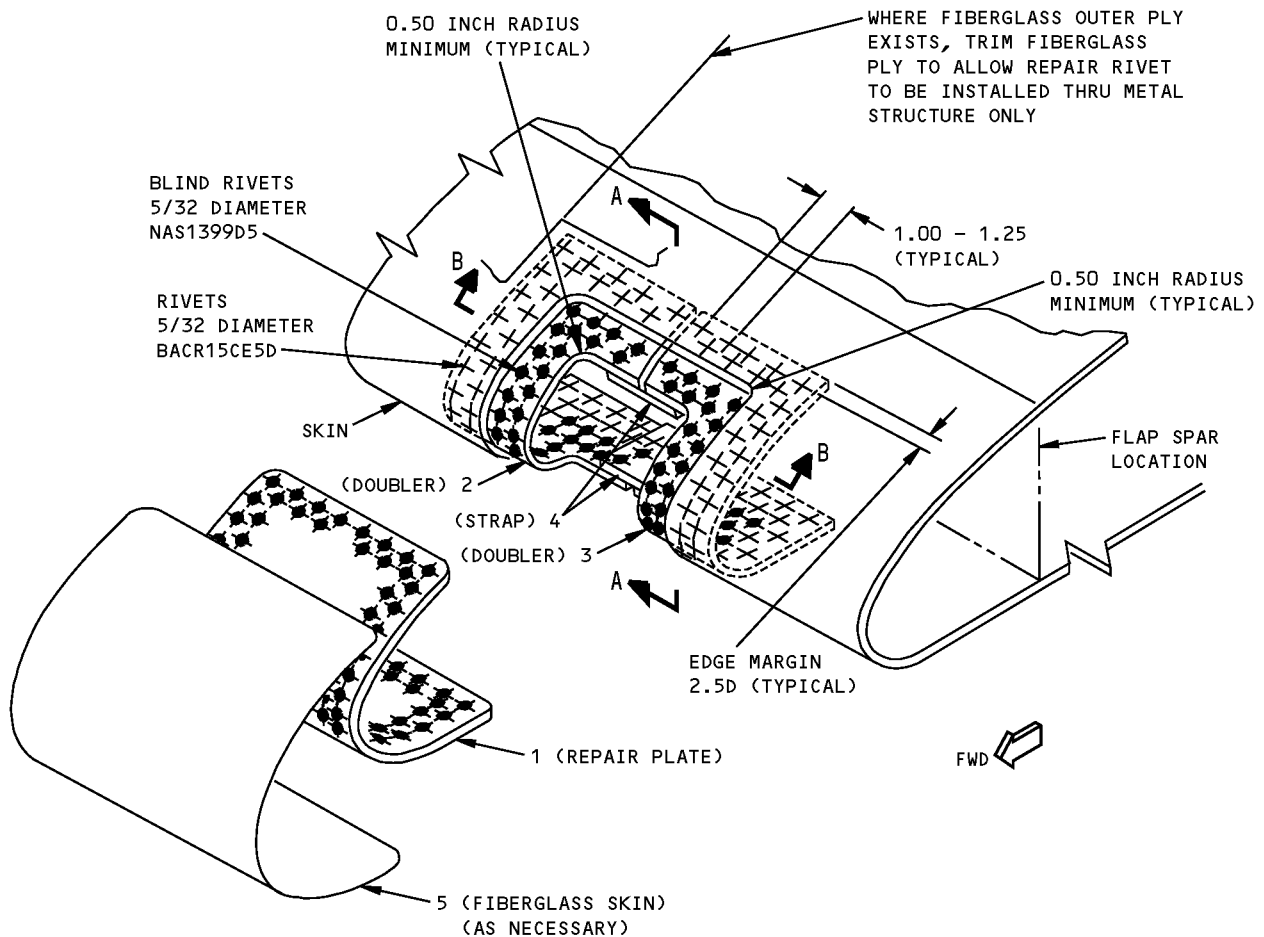 0.50 INCH RADIUS
MINIMUM (TYPICAL)
WHERE FIBERGLASS OUTER PLY
EXISTS, TRIM FIBERGLASS
PLY TO ALLOW REPAIR RIVET
TO BE INSTALLED THRU METAL
STRUCTURE ONLY
BLIND RIVETS
5/32 DIAMETER
NAS1399D5
A
1.00 - 1.25
(TYPICAL)
B
0.50 INCH RADIUS
MINIMUM (TYPICAL)
RIVETS
5/32 DIAMETER
BACR15CE5D
SKIN
FLAP SPAR
LOCATION
B
(DOUBLER) 2
(STRAP) 4
(DOUBLER) 3
A
EDGE MARGIN
2.5D (TYPICAL)
1 (REPAIR PLATE)
FWD
5 (FIBERGLASS SKIN)
(AS NECESSARY)